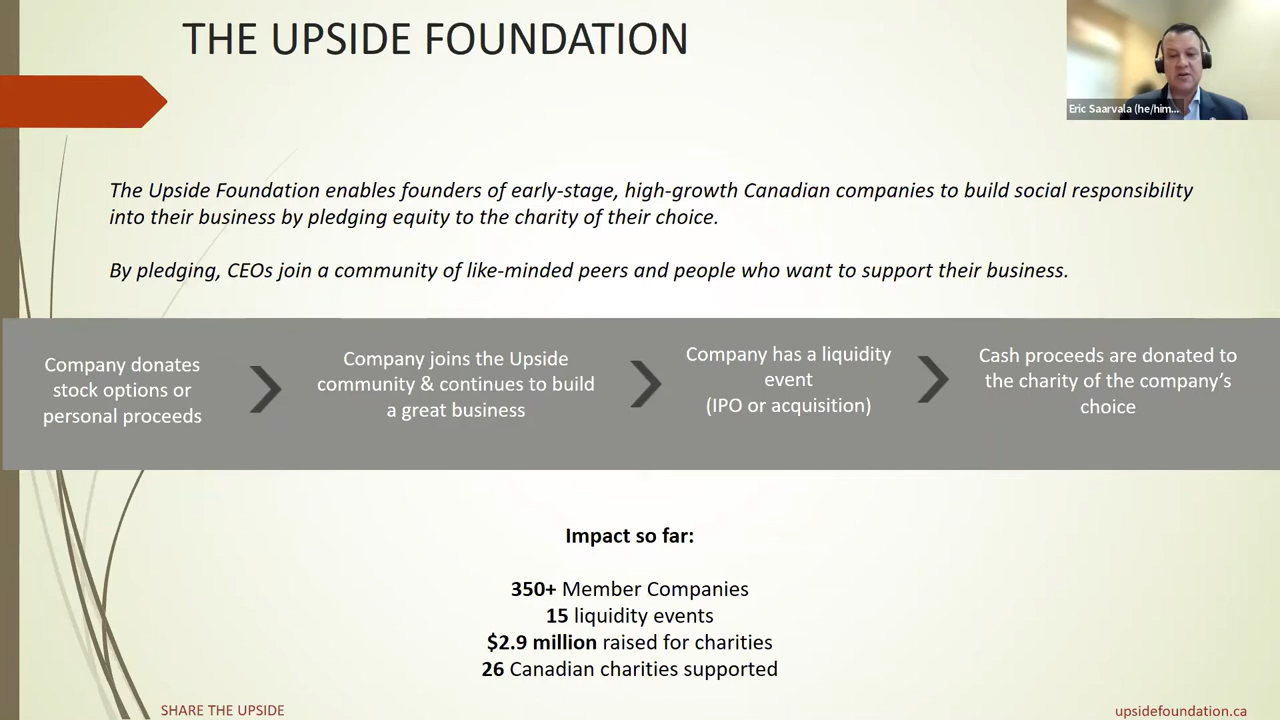 THE UPSIDE FOUNDATION
Eric Saarvala (he/him...
The Upside Foundation enables founders of early-stage, high-growth Canadian companies to build social responsibility
into their business by pledging equity to the charity of their choice.
By pledging, CEOs join a community of like-minded peers and people who want to support their business.
Company donates
stock options or
personal proceeds
Company joins the Upside
community & continues to build
a great business
Company has a liquidity
event
(IPO or acquisition)
Cash proceeds are donated to
the charity of the company’s
choice
Impact so far:
350+ Member Companies
15 liquidity events
$2.9 million raised for charities
26 Canadian charities supported
SHARE THE UPSIDE
upsidefoundation.ca